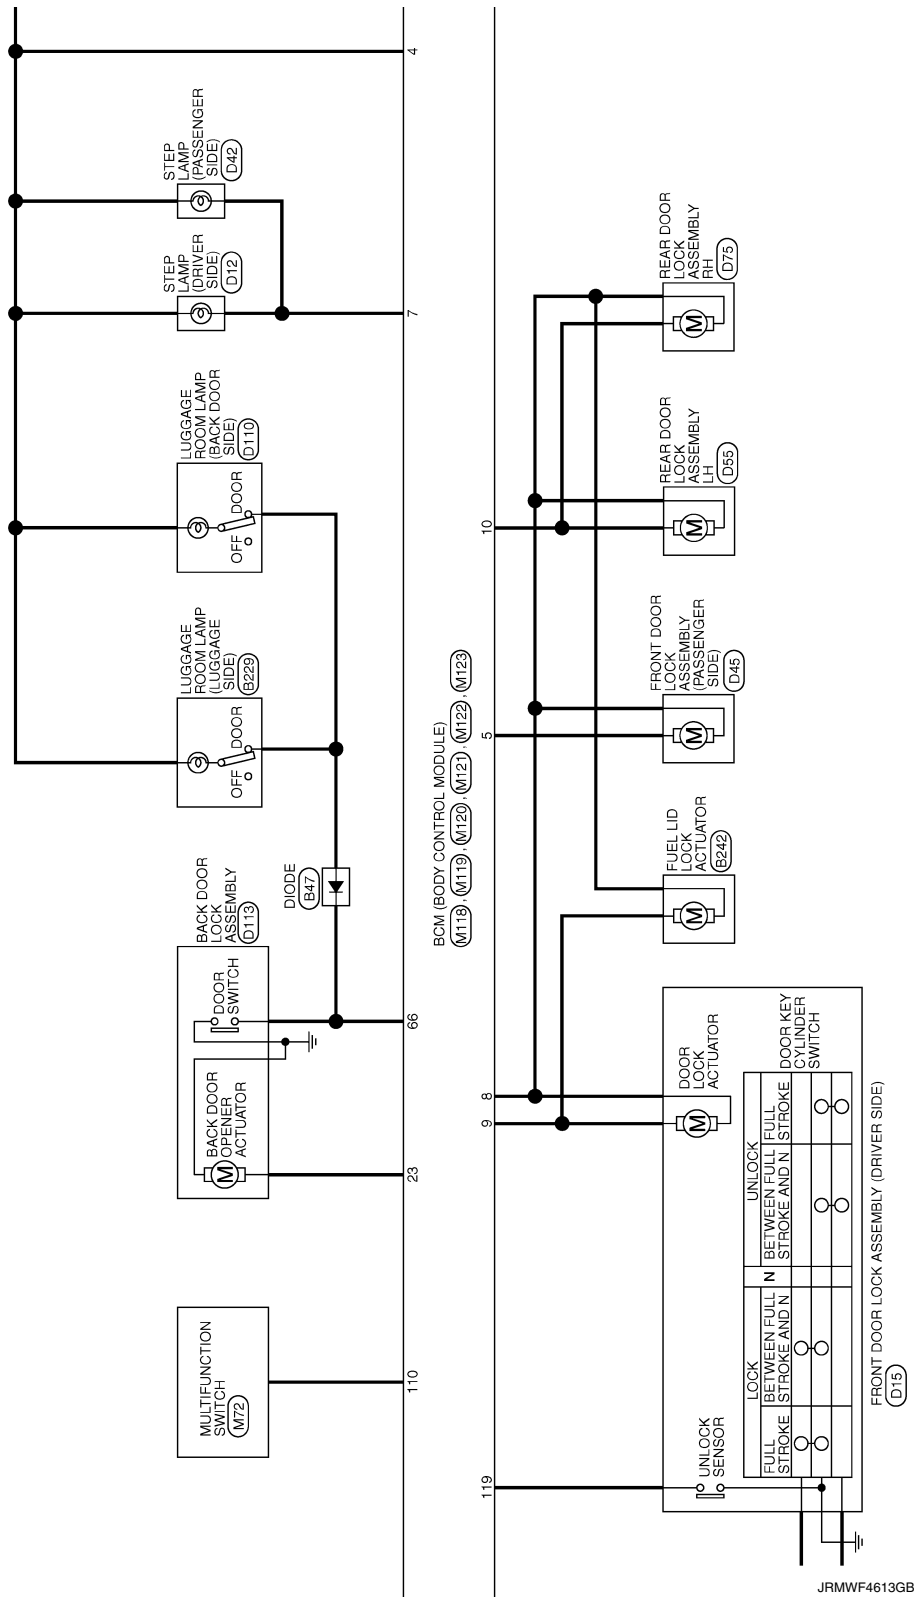 4
STEP
LAMP
(PASSENGER
SIDE)
D42
STEP
LAMP
(DRIVER
SIDE)
D12
7
LUGGAGE
ROOM LAMP
(BACK DOOR
SIDE)
D110
DOOR
OFF
LUGGAGE
ROOM LAMP
(LUGGAGE
SIDE)
B229
DOOR
OFF
DIODE
B47
BACK DOOR
LOCK
ASSEMBLY
D113
DOOR
SWITCH
66
BACK DOOR
OPENER
ACTUATOR
M
23
MULTIFUNCTION
SWITCH
M72
110
BCM (BODY CONTROL MODULE)
M118 , M119 , M120 , M121 , M122 , M123
REAR DOOR
LOCK
ASSEMBLY
RH
D75
M
REAR DOOR
LOCK
ASSEMBLY
LH
D55
M
10
FRONT DOOR
LOCK
ASSEMBLY
(PASSENGER
SIDE)
D45
M
5
FUEL LID
LOCK
ACTUATOR
B242
M
8
9
DOOR
LOCK
ACTUATOR
M
DOOR KEY
CYLINDER
SWITCH
LOCK
UNLOCK
FULL
STROKE
BETWEEN FULL
STROKE AND N
N
BETWEEN FULL
STROKE AND N
FULL
STROKE
UNLOCK
SENSOR
119
FRONT DOOR LOCK ASSEMBLY (DRIVER SIDE)
D15
JRMWF4613GB